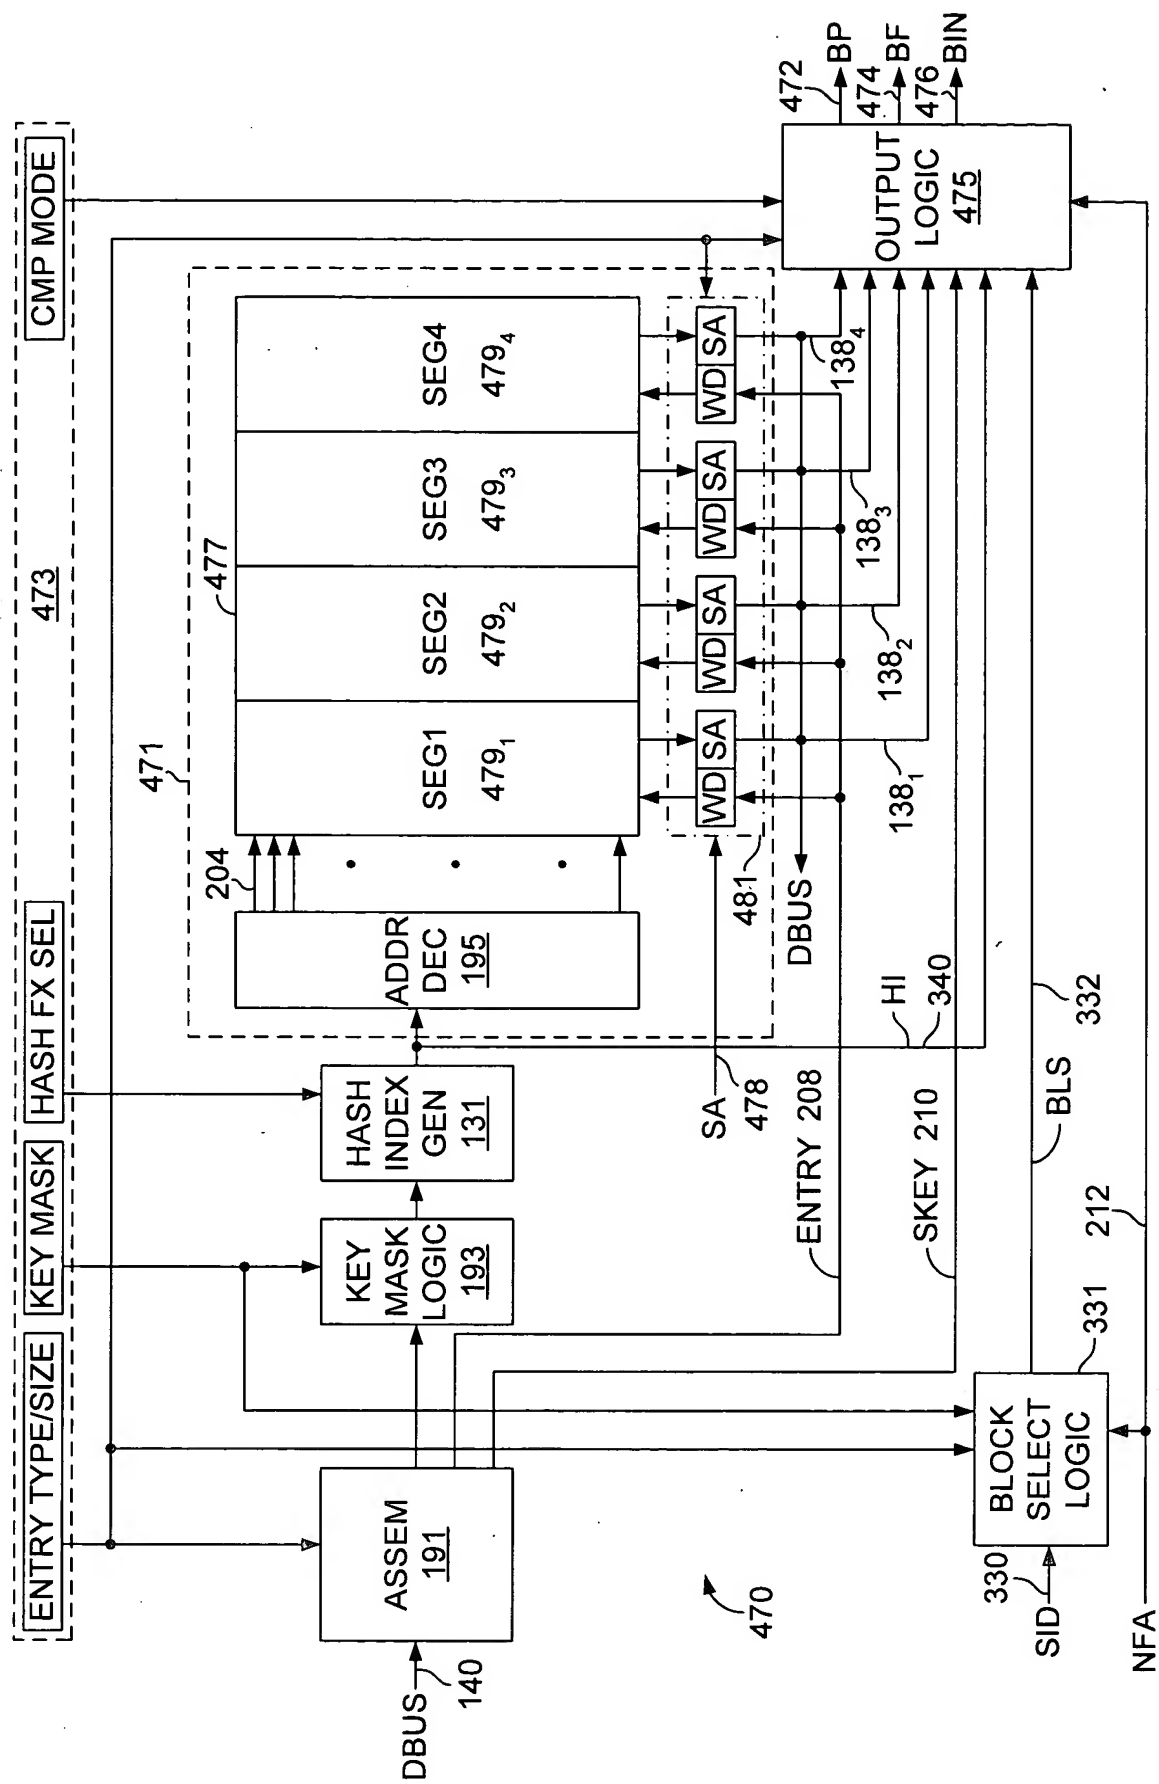 473
ENTRY TYPE/SIZE
KEY MASK
HASH FX SEL
CMP MODE
471
477
SEG1
479₁
SEG2
479₂
SEG3
479₃
SEG4
479₄
204
ADDR
DEC
195
HASH
INDEX
GEN
131
KEY
MASK
LOGIC
193
ASSEM
191
DBUS
140
WD SA
WD SA
WD SA
WD SA
481
SA
478
DBUS
138₁
138₂
138₃
138₄
OUTPUT
LOGIC
475
472
BP
474
BF
476
BIN
HI
340
ENTRY 208
SKEY 210
BLS
332
BLOCK
SELECT
LOGIC
331
330
SID
212
NFA
470